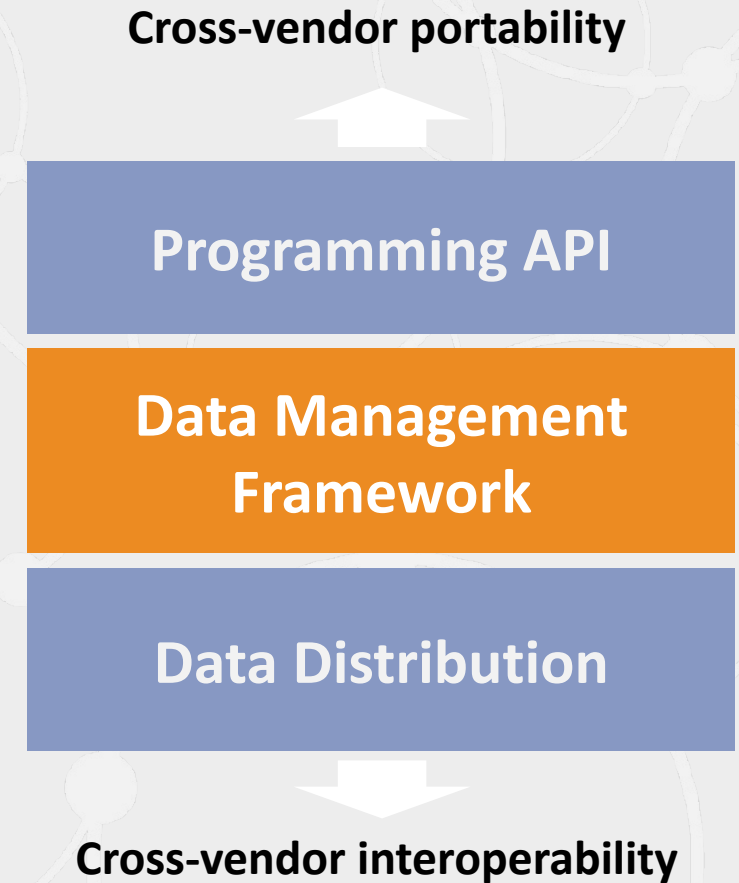 Cross-vendor portability
Programming API
Data Management
Framework
Data Distribution
Cross-vendor interoperability